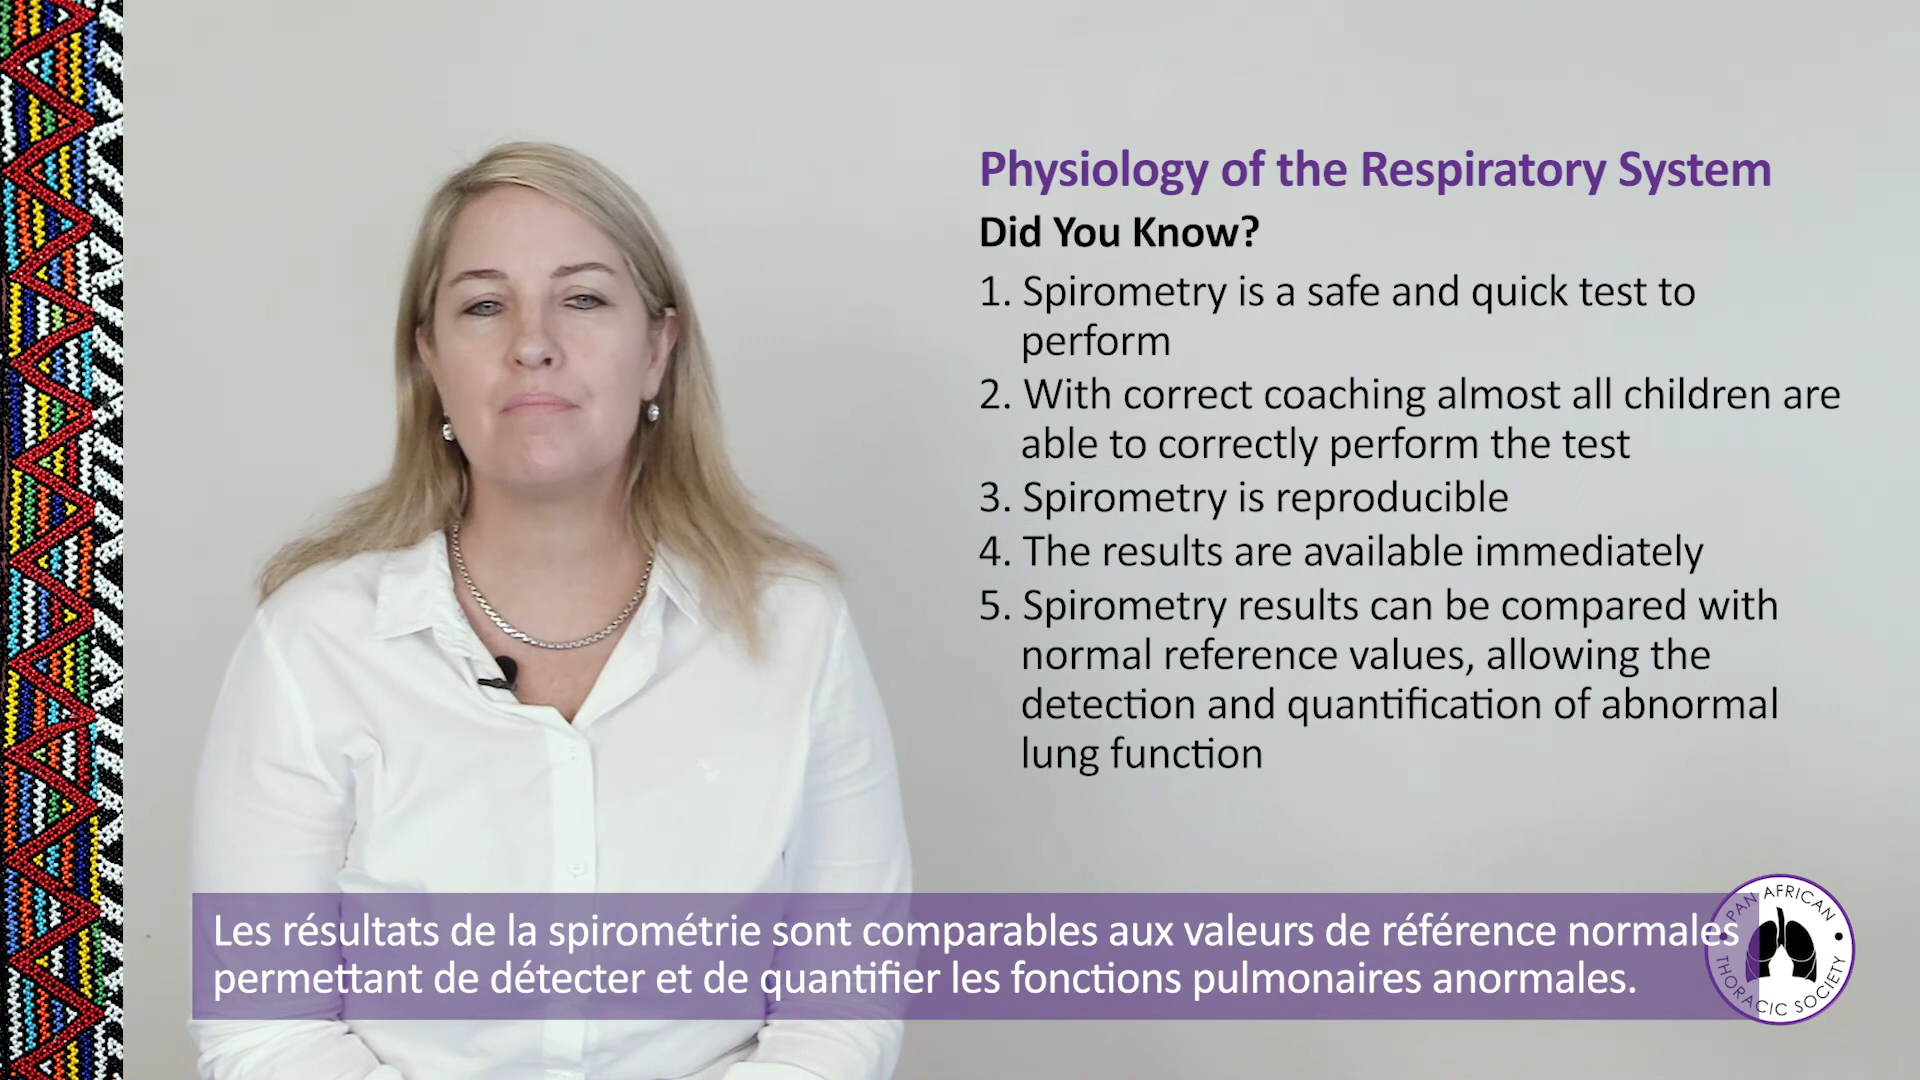 Physiology of the Respiratory System
Did You Know?
1. Spirometry is a safe and quick test to
perform
2. With correct coaching almost all children are
able to correctly perform the test
3. Spirometry is reproducible
4. The results are available immediately
5. Spirometry results can be compared with
normal reference values, allowing the
detection and quantification of abnormal
lung function
Les résultats de la spirométrie sont comparables aux valeurs de référence normales
permettant de détecter et de quantifier les fonctions pulmonaires anormales.
PAN AFRICAN
THORACIC SOCIETY